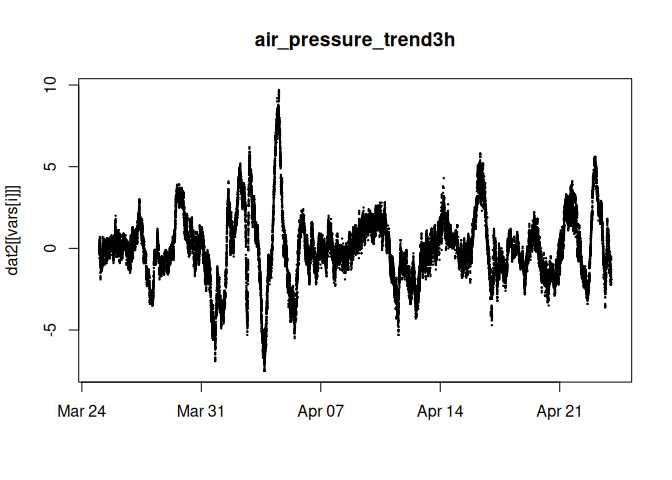 air_pressure_trend3h
dat2[[vars[i]]]
10
5
0
-5
Mar 24
Mar 31
Apr 07
Apr 14
Apr 21